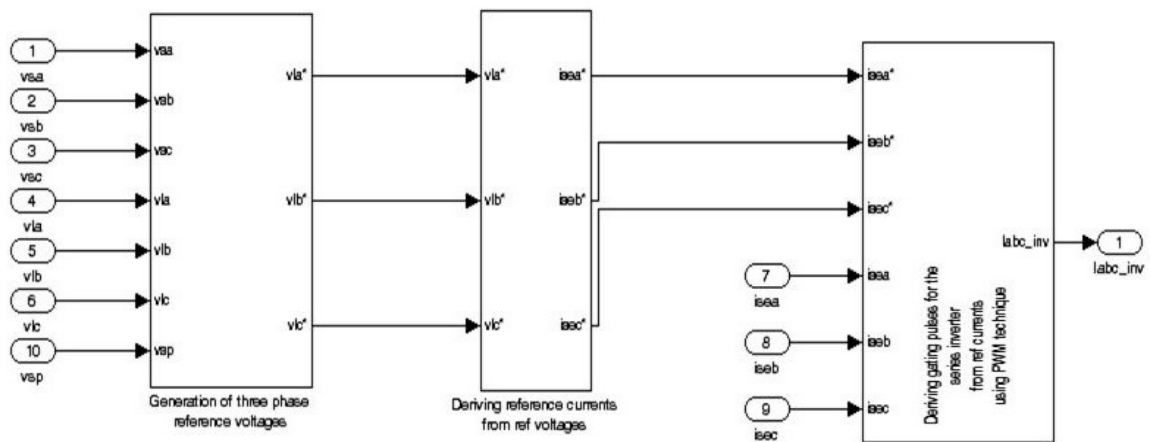 1
vsa
2
vsb
3
vsc
4
vla
5
vlb
6
vlc
10
vsp
vsa
vsb
vsc
vla
vlb
vlc
vsp
vla*
vlb*
vlc*
Generation of three phase
reference voltages
vla*
vlb*
vlc*
isea*
iseb*
isec*
Deriving reference currents
from ref voltages
7
isea
8
iseb
9
isec
isea*
iseb*
isec*
isea
iseb
isec
Deriving gating pulses for the
series inverter
from ref currents
using PWM technique
Iabc_inv
1
Iabc_inv